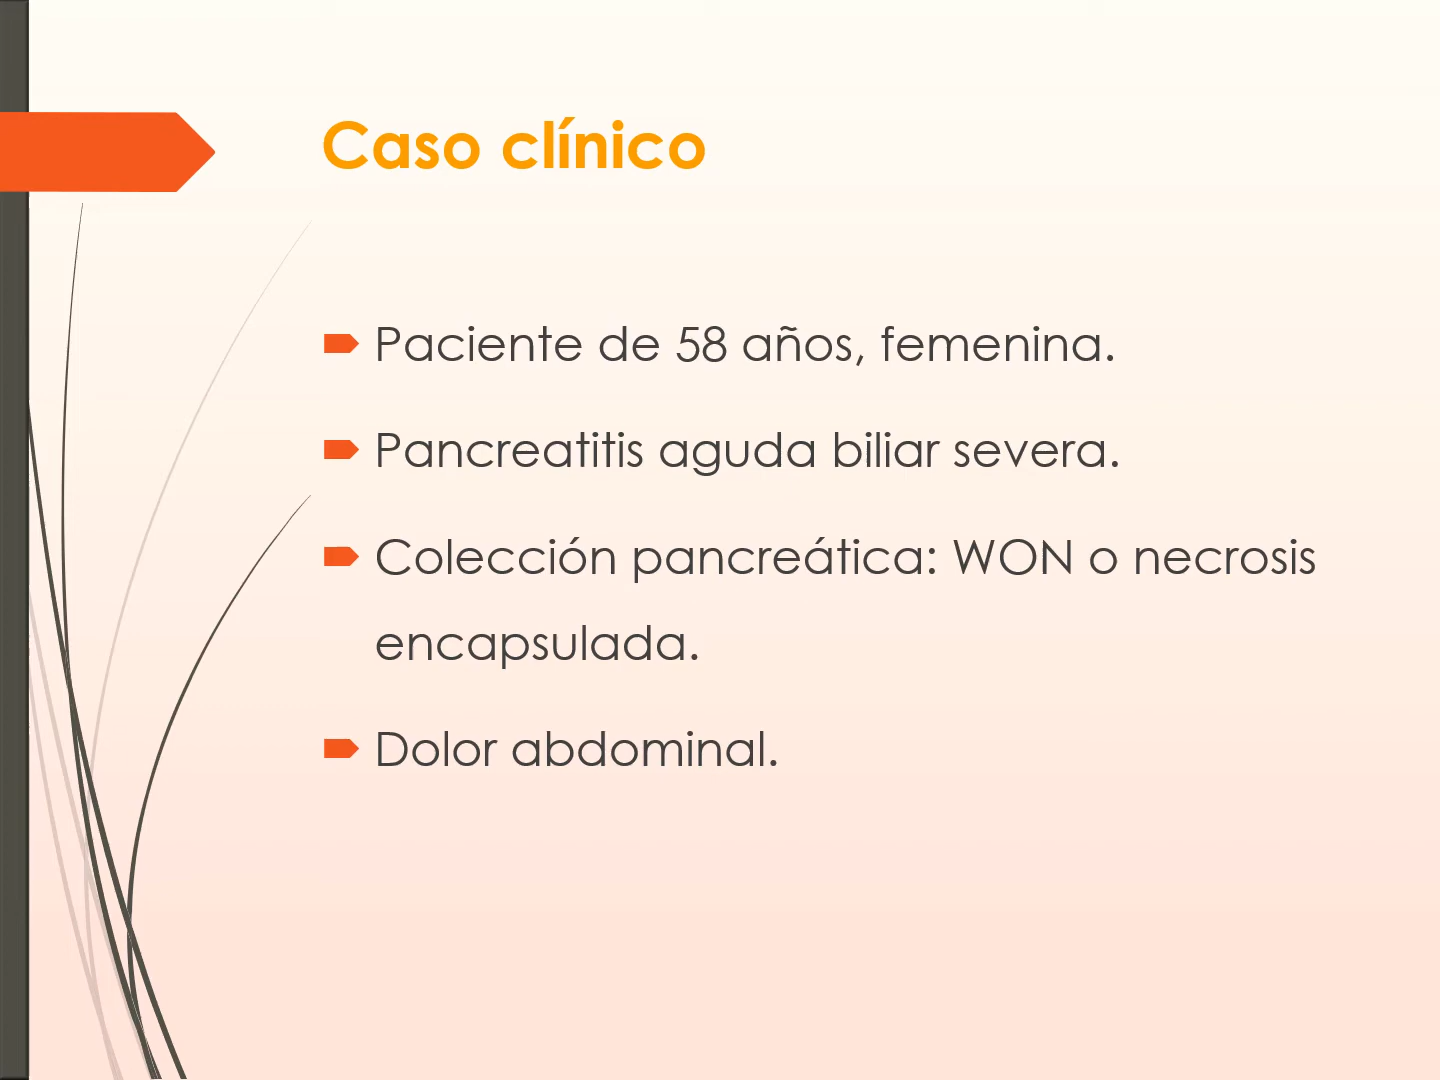 Caso clínico
Paciente de 58 años, femenina.
Pancreatitis aguda biliar severa.
Colección pancreática: WON o necrosis
encapsulada.
Dolor abdominal.